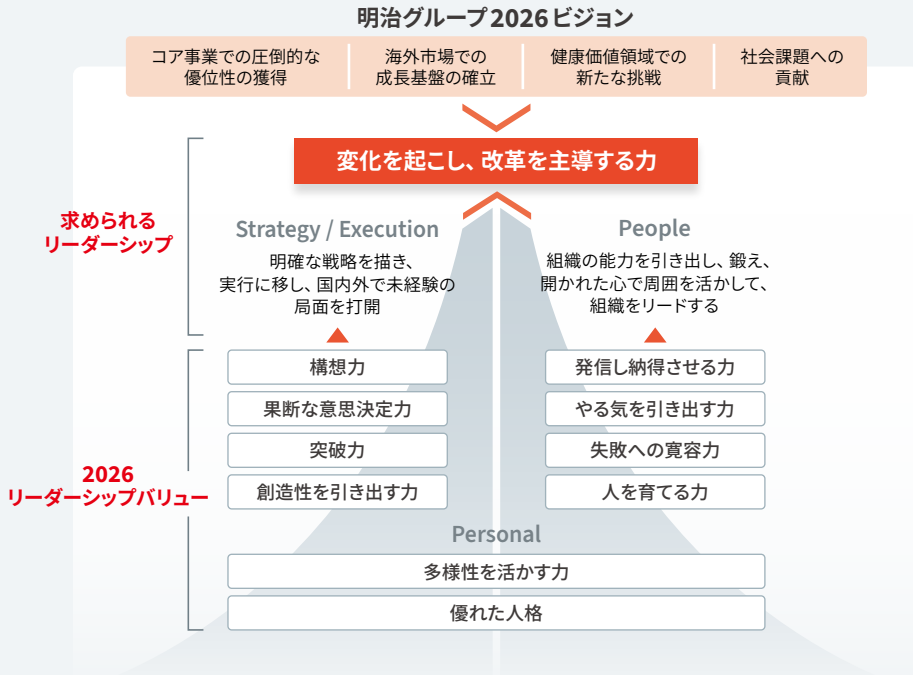 明治グループ2026ビジョン
コア事業での圧倒的な
優位性の獲得
海外市場での
成長基盤の確立
健康価値領域での
新たな挑戦
社会課題への
貢献
変化を起こし、改革を主導する力
求められる
リーダーシップ
Strategy / Execution
明確な戦略を描き、
実行に移し、国内外で未経験の
局面を打開
People
組織の能力を引き出し、鍛え、
開かれた心で周囲を活かして、
組織をリードする
2026
リーダーシップバリュー
構想力
果断な意思決定力
突破力
創造性を引き出す力
発信し納得させる力
やる気を引き出す力
失敗への寛容力
人を育てる力
Personal
多様性を活かす力
優れた人格